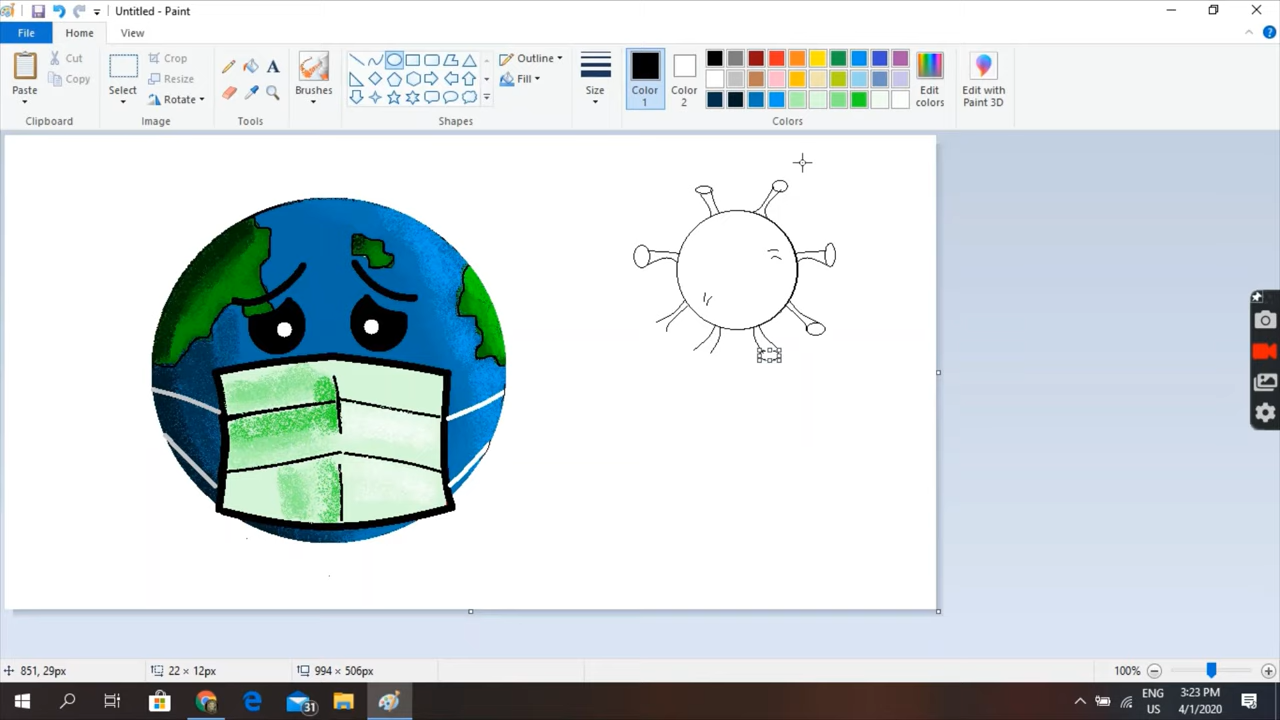 Untitled - Paint
File
Home
View
Paste
Cut
Copy
Clipboard
Select
Crop
Resize
Rotate
Image
A
Tools
Brushes
Shapes
Outline
Fill
Size
Color 1
Color 2
Colors
Edit colors
Edit with Paint 3D
851, 29px
22 × 12px
994 × 506px
100%
31
ENG
US
3:23 PM
4/1/2020